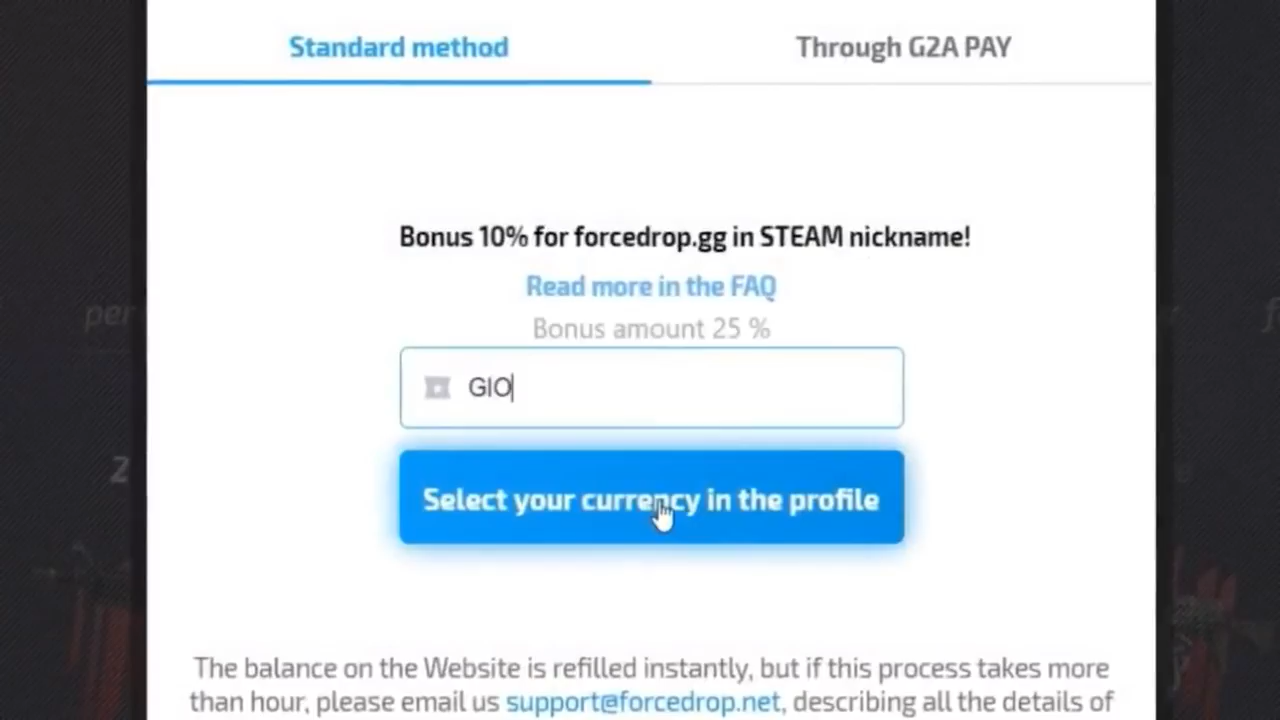 Standard method
Through G2A PAY
Bonus 10% for forcedrop.gg in STEAM nickname!
Read more in the FAQ
Bonus amount 25 %
GIO
Select your currency in the profile
per
2
The balance on the Website is refilled instantly, but if this process takes more
than hour, please email us support@forcedrop.net, describing all the details of